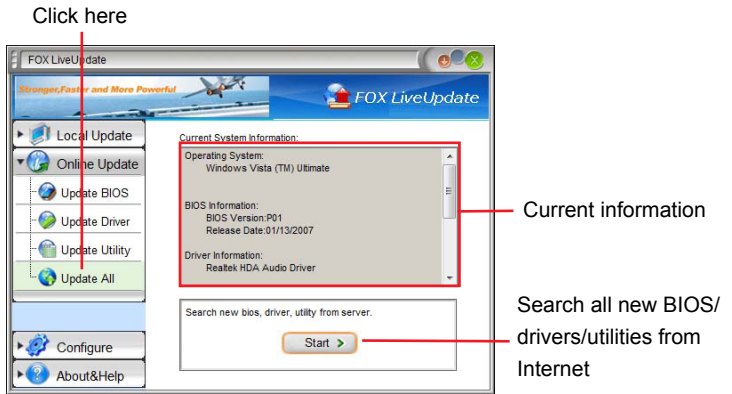 Click here
FOX LiveUpdate
Stronger,Faster and More Powerful
FOX LiveUpdate
Local Update
Online Update
Update BIOS
Update Driver
Update Utility
Update All
Configure
About&Help
Current System Information:
Operating System:
Windows Vista (TM) Ultimate
BIOS Information:
BIOS Version:P01
Release Date:01/13/2007
Driver Information:
Realtek HDA Audio Driver
Search new bios, driver, utility from server.
Start
Current information
Search all new BIOS/
drivers/utilities from
Internet